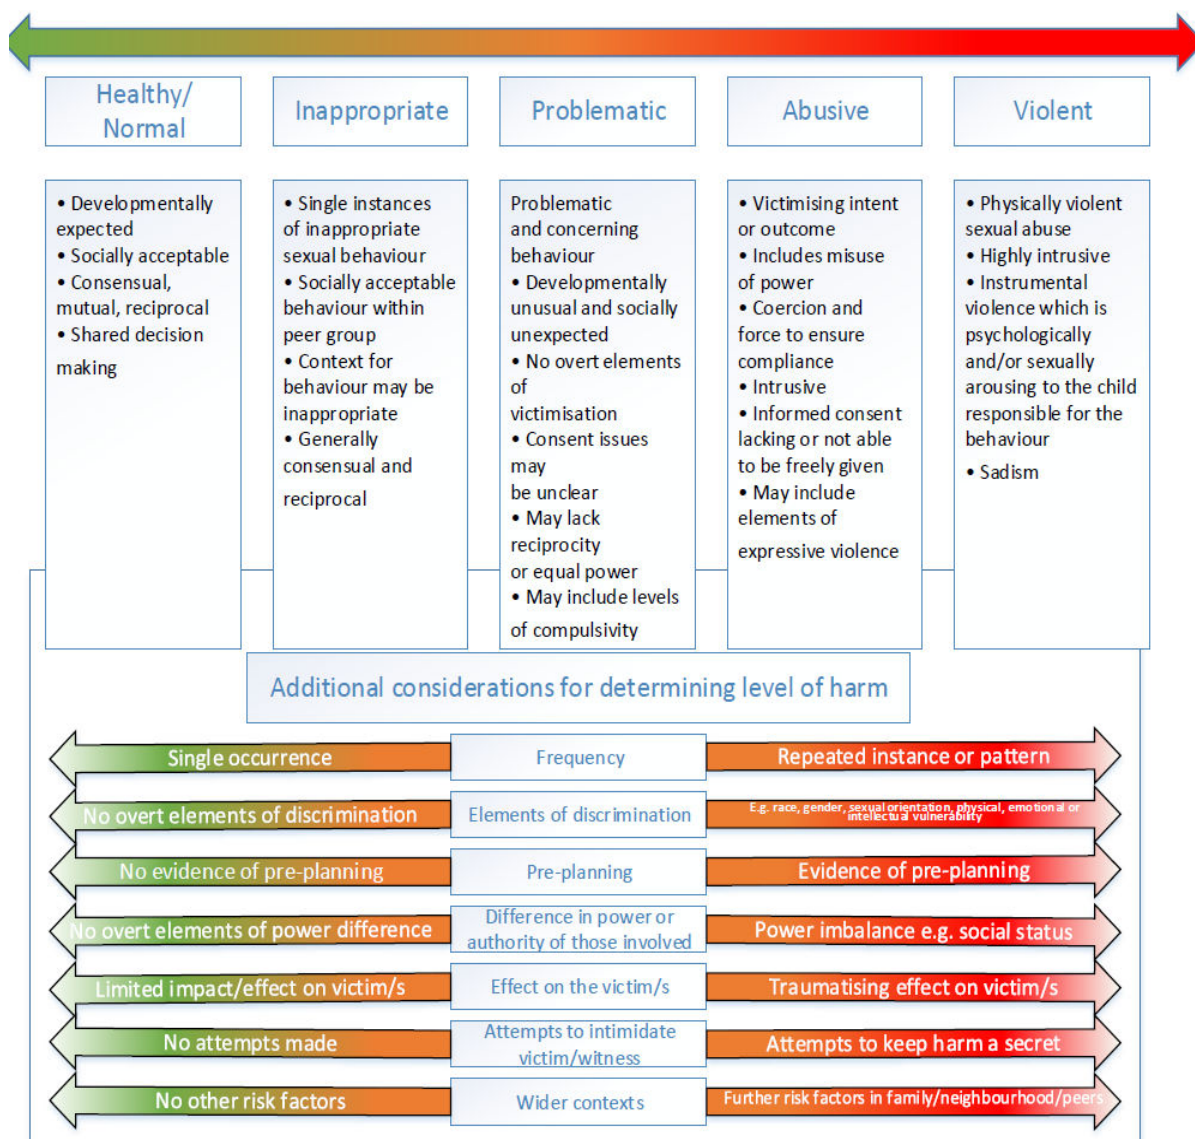 Healthy/
Normal
Inappropriate
Problematic
Abusive
Violent
• Developmentally
expected
• Socially acceptable
• Consensual,
mutual, reciprocal
• Shared decision
making
• Single instances
of inappropriate
sexual behaviour
• Socially acceptable
behaviour within
peer group
• Context for
behaviour may be
inappropriate
• Generally
consensual and
reciprocal
Problematic
and concerning
behaviour
• Developmentally
unusual and socially
unexpected
• No overt elements
of
victimisation
• Consent issues
may
be unclear
• May lack
reciprocity
or equal power
• May include levels
of compulsivity
• Victimising intent
or outcome
• Includes misuse
of power
• Coercion and
force to ensure
compliance
• Intrusive
• Informed consent
lacking or not able
to be freely given
• May include
elements of
expressive violence
• Physically violent
sexual abuse
• Highly intrusive
• Instrumental
violence which is
psychologically
and/or sexually
arousing to the child
responsible for the
behaviour
• Sadism
Additional considerations for determining level of harm
Single occurrence
Frequency
Repeated instance or pattern
No overt elements of discrimination
Elements of discrimination
E.g. race, gender, sexual orientation, physical, emotional or
intellectual vulnerability
No evidence of pre-planning
Pre-planning
Evidence of pre-planning
No overt elements of power difference
Difference in power or
authority of those involved
Power imbalance e.g. social status
Limited impact/effect on victim/s
Effect on the victim/s
Traumatising effect on victim/s
No attempts made
Attempts to intimidate
victim/witness
Attempts to keep harm a secret
No other risk factors
Wider contexts
Further risk factors in family/neighbourhood/peers